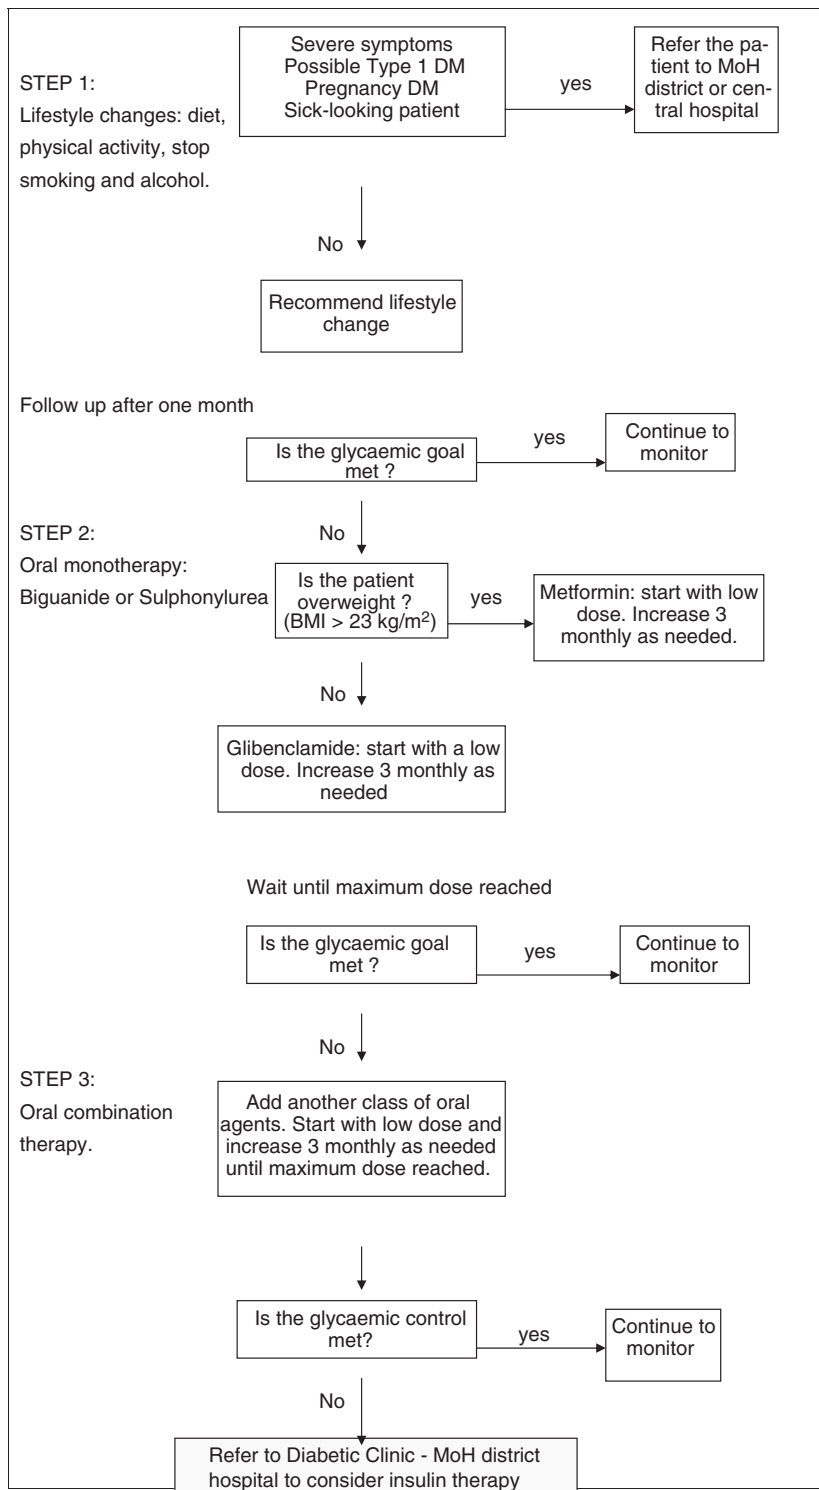 Severe symptoms
Possible Type 1 DM
Pregnancy DM
Sick-looking patient
yes
Refer the pa-
tient to MoH
district or cen-
tral hospital
STEP 1:
Lifestyle changes: diet,
physical activity, stop
smoking and alcohol.
No
Recommend lifestyle
change
Follow up after one month
Is the glycaemic goal
met ?
yes
Continue to
monitor
No
STEP 2:
Oral monotherapy:
Biguanide or Sulphonylurea
Is the patient
overweight ?
(BMI > 23 kg/m²)
yes
Metformin: start with low
dose. Increase 3
monthly as needed.
No
Glibenclamide: start with a low
dose. Increase 3 monthly as
needed
Wait until maximum dose reached
Is the glycaemic goal
met ?
yes
Continue to
monitor
No
STEP 3:
Oral combination
therapy.
Add another class of oral
agents. Start with low dose and
increase 3 monthly as needed
until maximum dose reached.
Is the glycaemic control
met?
yes
Continue to
monitor
No
Refer to Diabetic Clinic - MoH district
hospital to consider insulin therapy